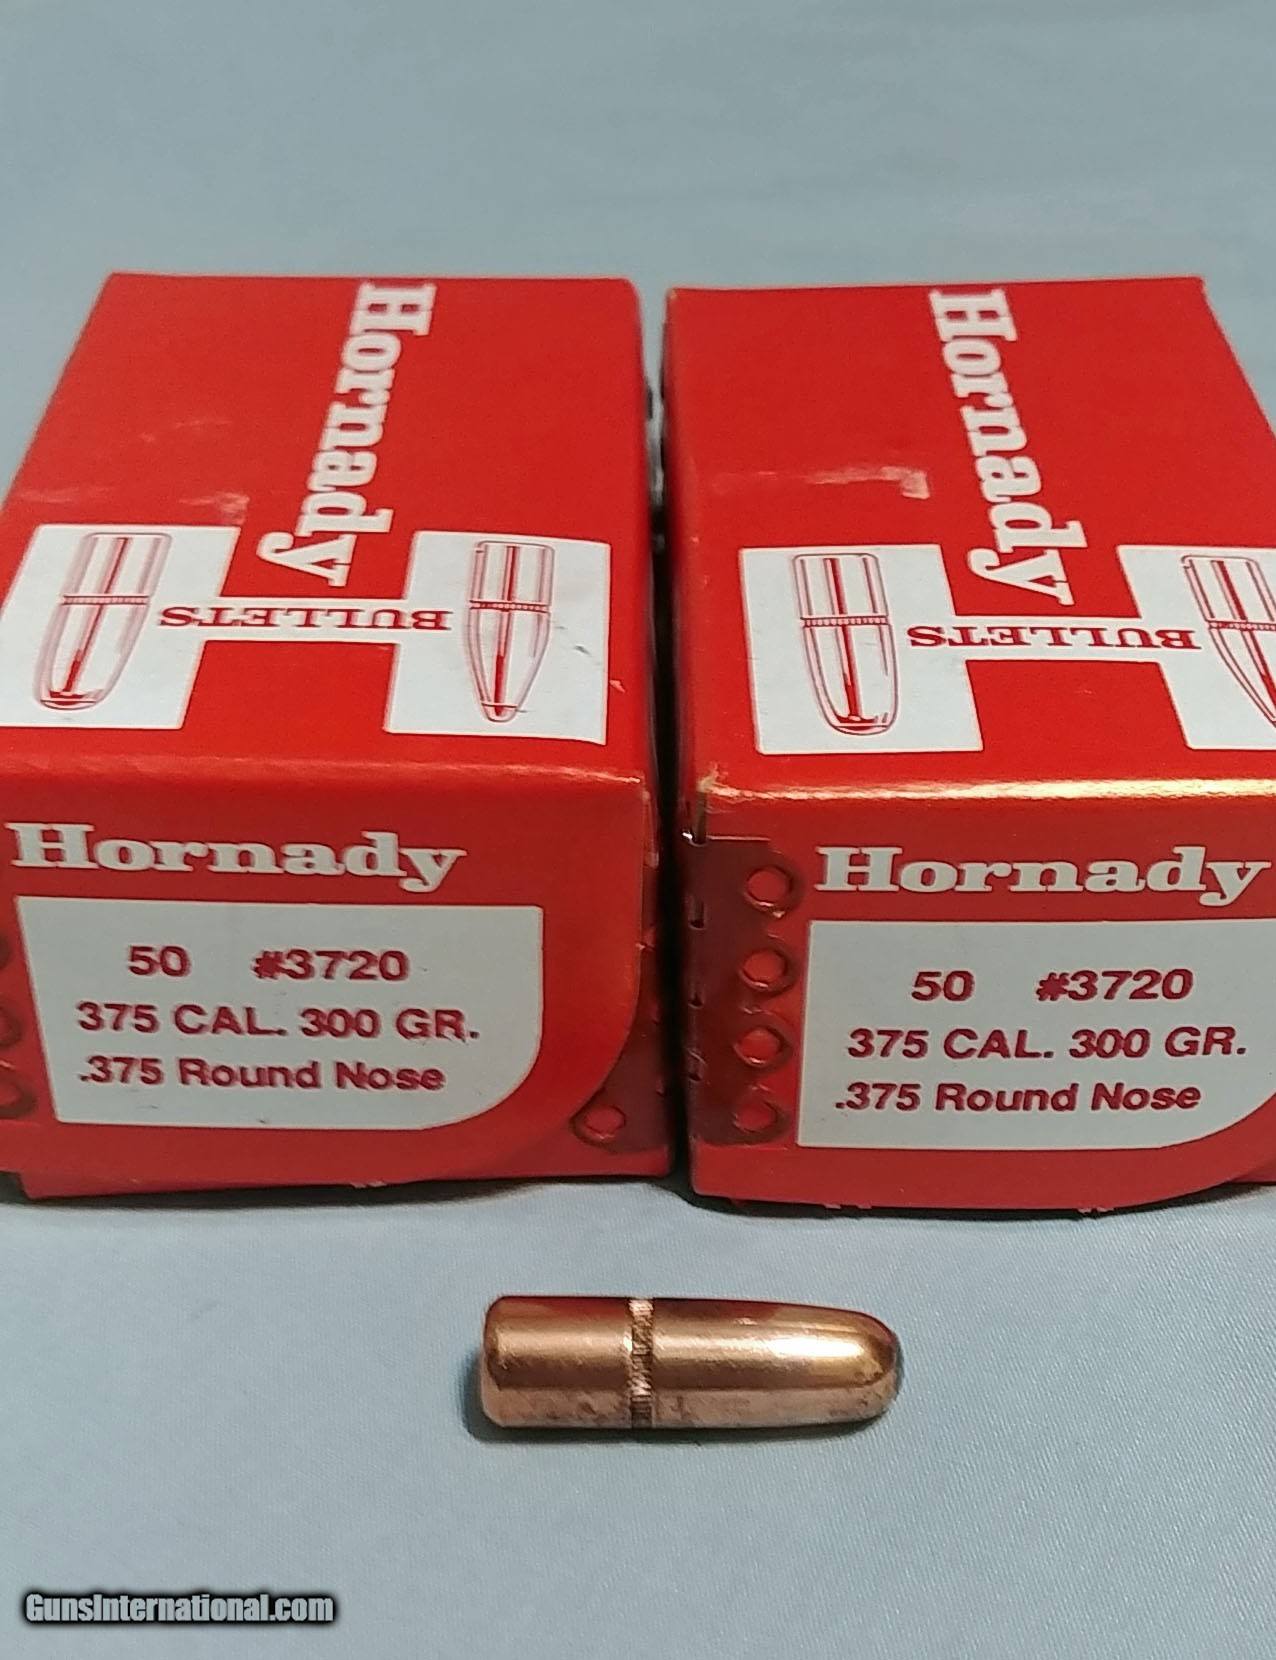 Hornady
BULLETS
Hornady
50 #3720
375 CAL. 300 GR.
.375 Round Nose
Hornady
BULLETS
Hornady
50 #3720
375 CAL. 300 GR.
.375 Round Nose
GunsInternational.com